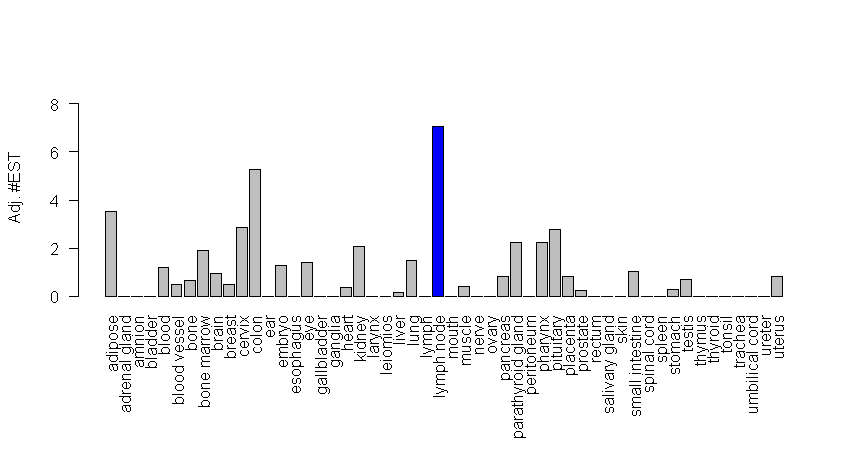 8
6
4
2
0
Adj. #EST
adipose
adrenal gland
amnion
bladder
blood
blood vessel
bone
bone marrow
brain
breast
cervix
colon
ear
embryo
esophagus
eye
gallbladder
ganglia
heart
kidney
larynx
leiomios
liver
lung
lymph
lymph node
mouth
muscle
nerve
ovary
pancreas
parathyroid gland
peritoneum
pharynx
pituitary
placenta
prostate
rectum
salivary gland
skin
small intestine
spinal cord
spleen
stomach
testis
thymus
thyroid
tonsil
trachea
umbilical cord
ureter
uterus